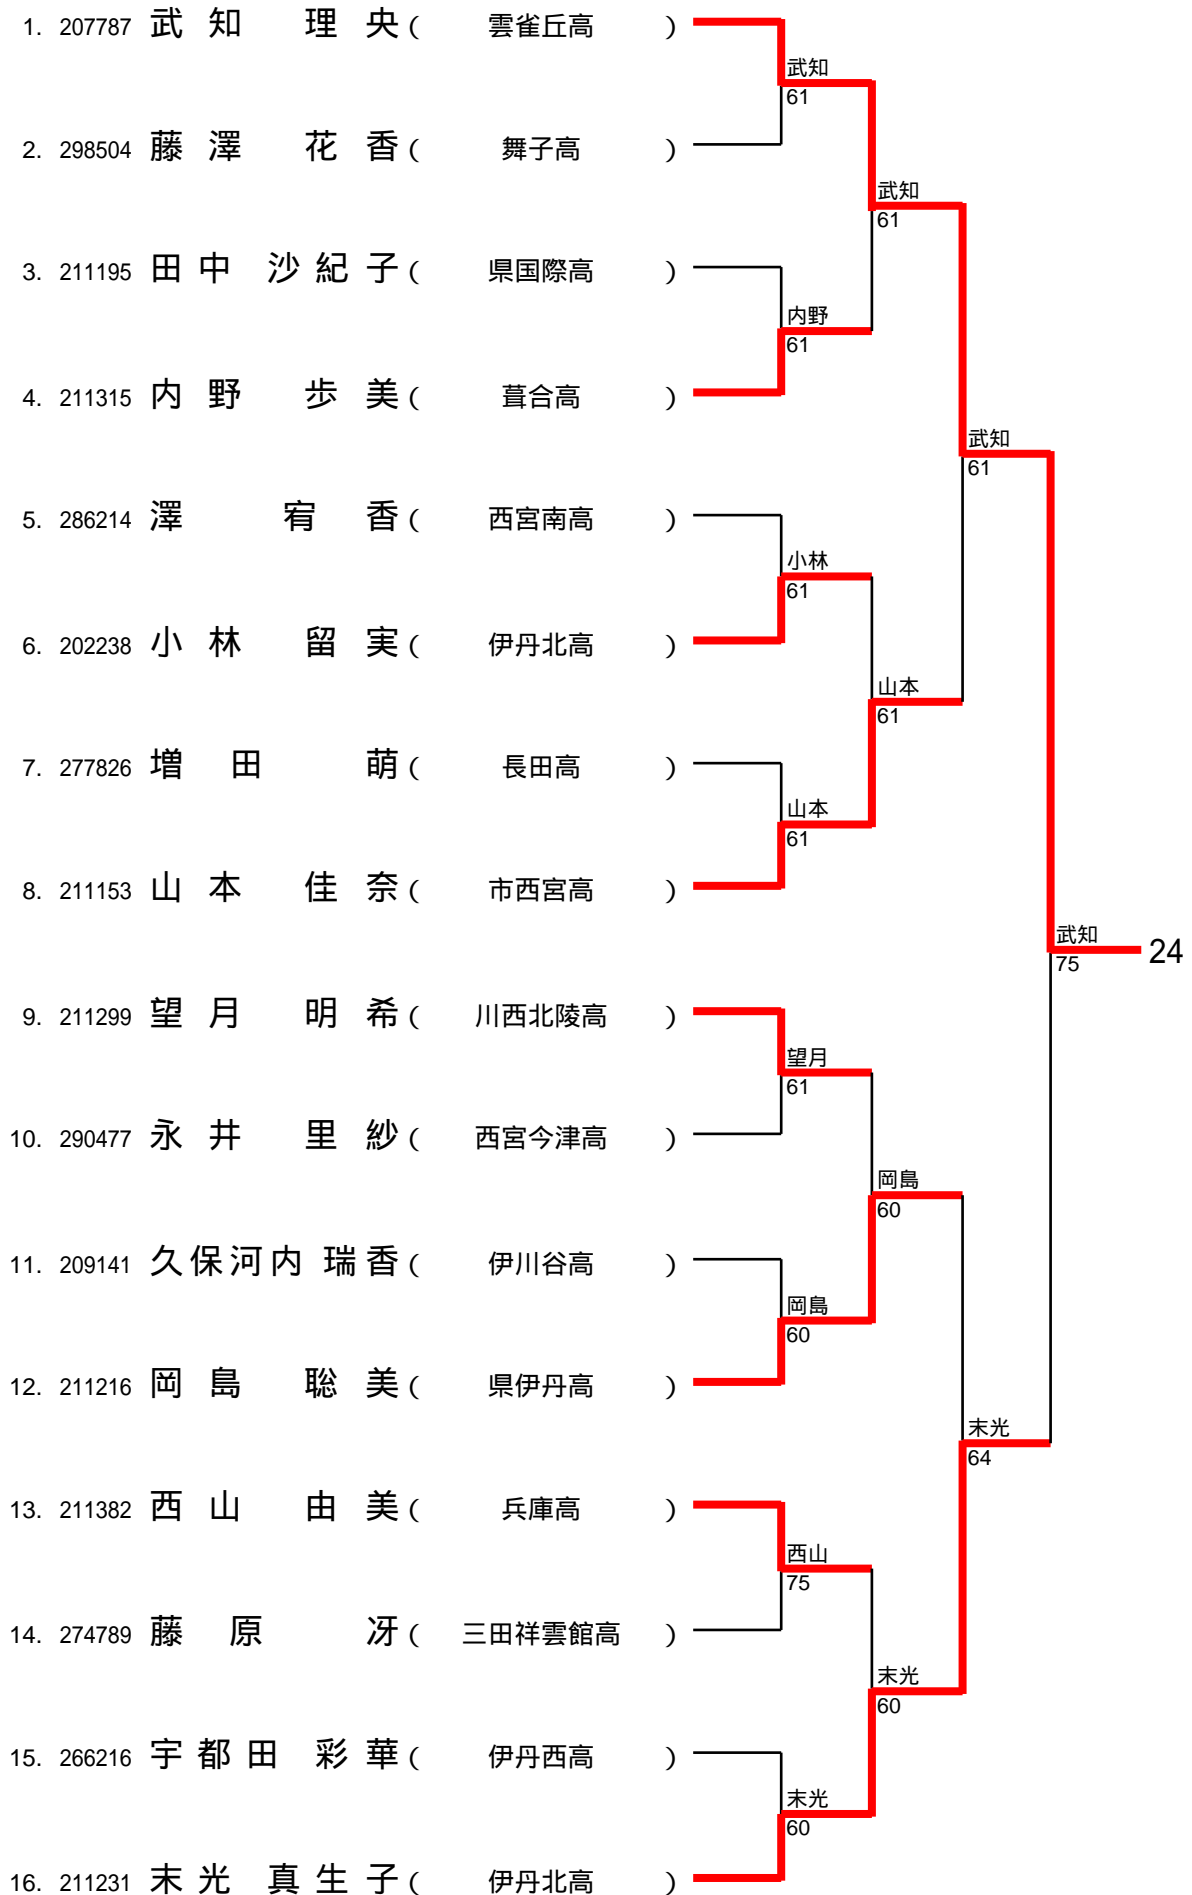 1. 207787 武知 理央 ( 雲雀丘高 )
武知
61
2. 298504 藤澤 花香 ( 舞子高 )
武知
61
3. 211195 田中 沙紀子 ( 県国際高 )
内野
61
4. 211315 内野 歩美 ( 葺合高 )
武知
61
5. 286214 澤 宥香 ( 西宮南高 )
小林
61
6. 202238 小林 留実 ( 伊丹北高 )
山本
61
7. 277826 増田 萌 ( 長田高 )
山本
61
8. 211153 山本 佳奈 ( 市西宮高 )
武知
75
24
9. 211299 望月 明希 ( 川西北陵高 )
望月
61
10. 290477 永井 里紗 ( 西宮今津高 )
岡島
60
11. 209141 久保河内 瑞香 ( 伊川谷高 )
岡島
60
12. 211216 岡島 聡美 ( 県伊丹高 )
末光
64
13. 211382 西山 由美 ( 兵庫高 )
西山
75
14. 274789 藤原 冴 ( 三田祥雲館高 )
末光
60
15. 266216 宇都田 彩華 ( 伊丹西高 )
末光
60
16. 211231 末光 真生子 ( 伊丹北高 )